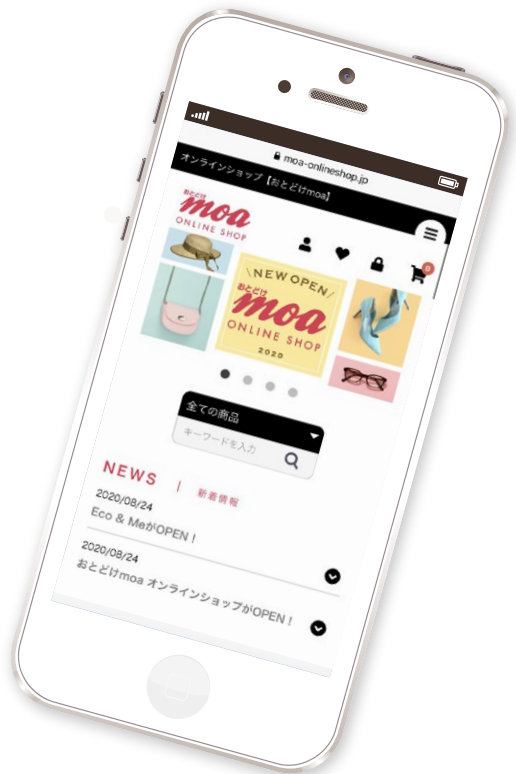 moa-onlineshop.jp
オンラインショップ【おとどけmoa】
おとどけ
moa
ONLINE SHOP
0
NEW OPEN
おとどけ
moa
ONLINE SHOP
2020
全ての商品
キーワードを入力
NEWS | 新着情報
2020/08/24
Eco & MeがOPEN！
2020/08/24
おとどけmoa オンラインショップがOPEN！